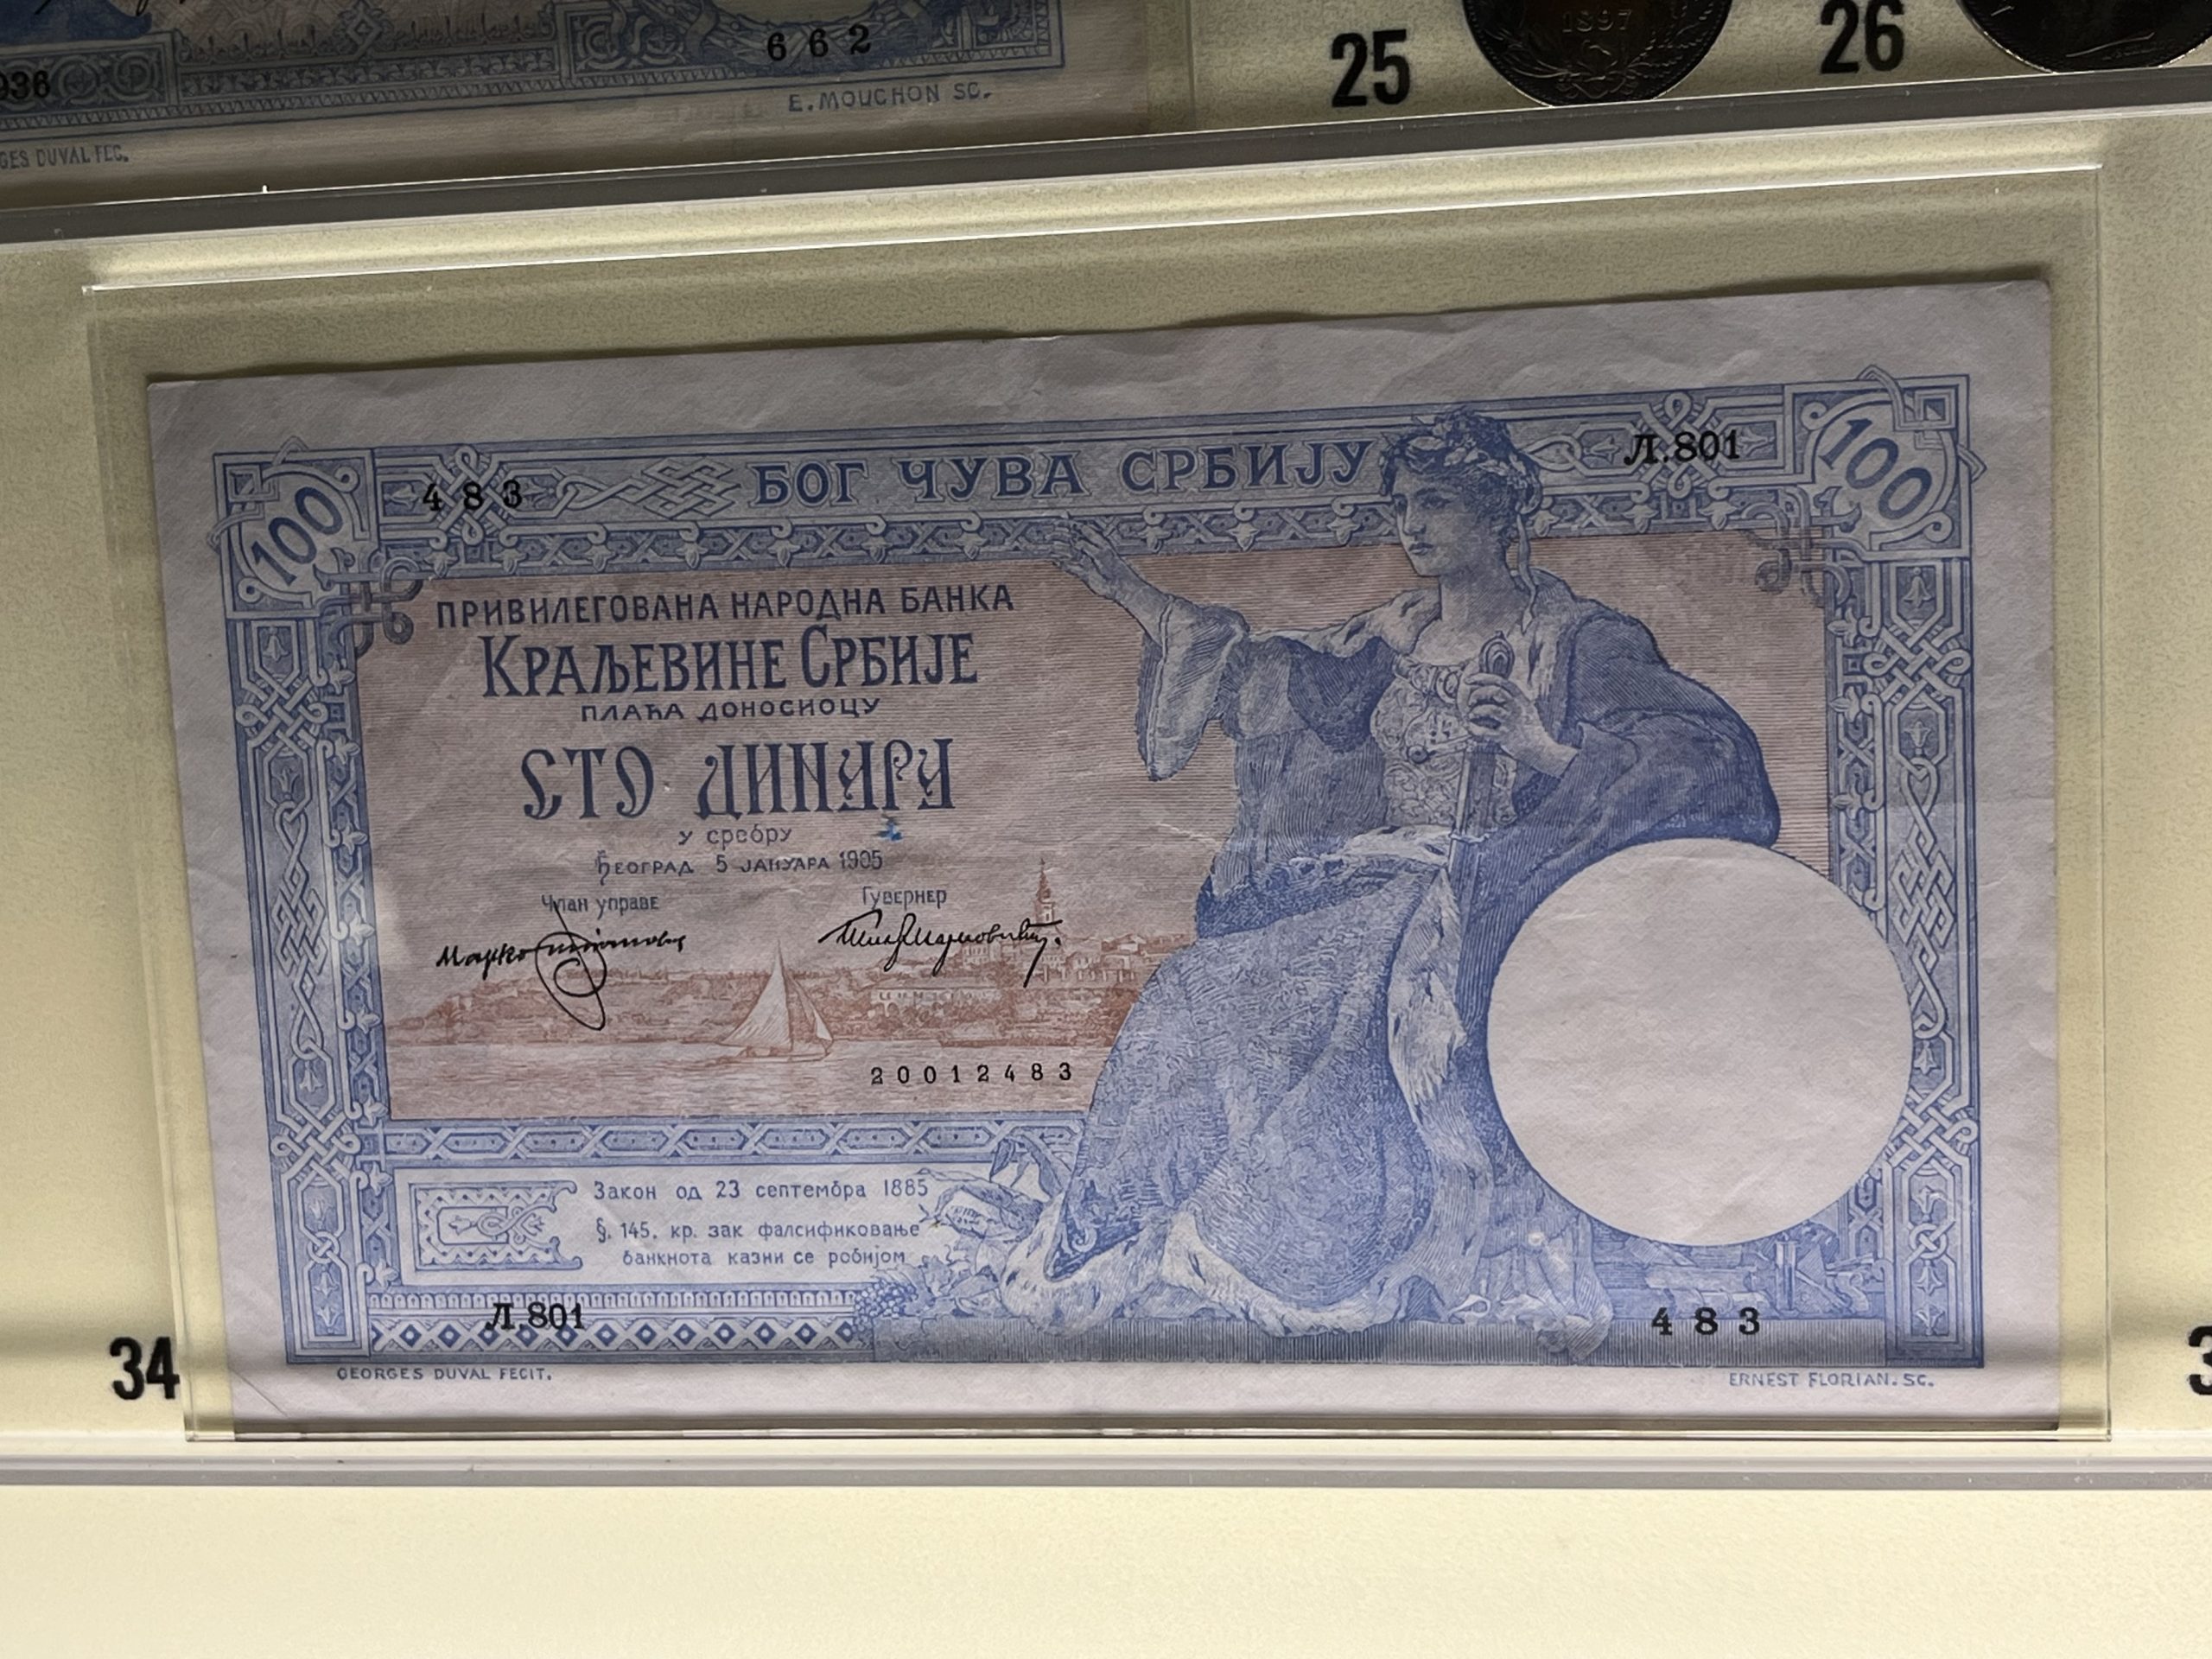 936
662
E. MOUCHON SC.
GES DUVAL FEC.
25
1897
26
100
483
БОГ ЧУВА СРБИЈУ
Л.801
100
ПРИВИЛЕГОВАНА НАРОДНА БАНКА
КРАЉЕВИНЕ СРБИЈЕ
ПЛАЋА ДОНОСИОЦУ
СТО ДИНАРА
у сребру
БЕОГРАД 5 ЈАНУАРА 1905
Члан управе
Гувернер
20012483
Закон од 23 септембра 1885
§. 145. кр. зак фалсификовање
банкнота казни се робијом
Л.801
483
GEORGES DUVAL FECIT.
ERNEST FLORIAN. SC.
34
3